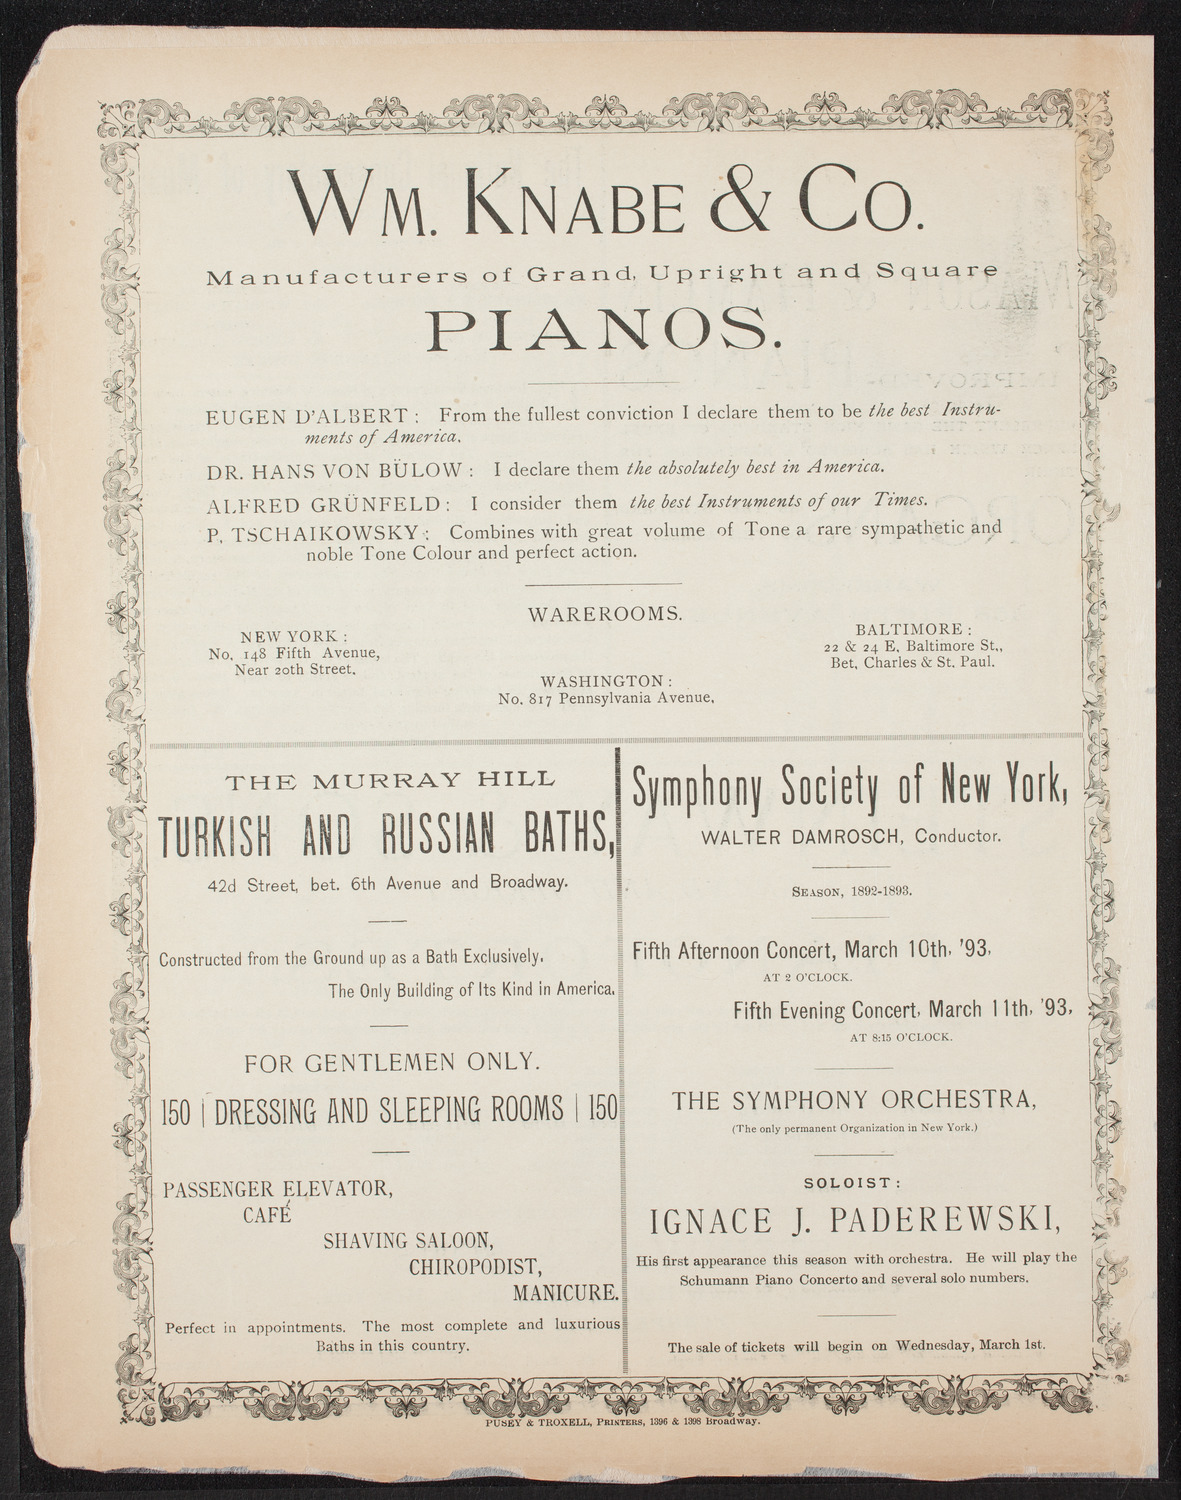 WM. KNABE & CO.
Manufacturers of Grand, Upright and Square
PIANOS.
EUGEN D'ALBERT: From the fullest conviction I declare them to be the best Instru-
ments of America.
DR. HANS VON BÜLOW: I declare them the absolutely best in America.
ALFRED GRÜNFELD: I consider them the best Instruments of our Times.
P. TSCHAIKOWSKY: Combines with great volume of Tone a rare sympathetic and
noble Tone Colour and perfect action.
WAREROOMS.
NEW YORK:
No. 148 Fifth Avenue,
Near 20th Street.
WASHINGTON:
No. 817 Pennsylvania Avenue.
BALTIMORE:
22 & 24 E. Baltimore St.,
Bet. Charles & St. Paul.
THE MURRAY HILL
TURKISH AND RUSSIAN BATHS,
42d Street, bet. 6th Avenue and Broadway.
Constructed from the Ground up as a Bath Exclusively.
The Only Building of Its Kind in America.
FOR GENTLEMEN ONLY.
150 | DRESSING AND SLEEPING ROOMS | 150
PASSENGER ELEVATOR,
CAFÉ
SHAVING SALOON,
CHIROPODIST,
MANICURE.
Perfect in appointments. The most complete and luxurious
Baths in this country.
Symphony Society of New York,
WALTER DAMROSCH, Conductor.
SEASON, 1892-1893.
Fifth Afternoon Concert, March 10th, '93,
AT 2 O'CLOCK.
Fifth Evening Concert, March 11th, '93,
AT 8:15 O'CLOCK.
THE SYMPHONY ORCHESTRA,
(The only permanent Organization in New York.)
SOLOIST:
IGNACE J. PADEREWSKI,
His first appearance this season with orchestra. He will play the
Schumann Piano Concerto and several solo numbers.
The sale of tickets will begin on Wednesday, March 1st.
PUSEY & TROXELL, PRINTERS, 1396 & 1398 Broadway.